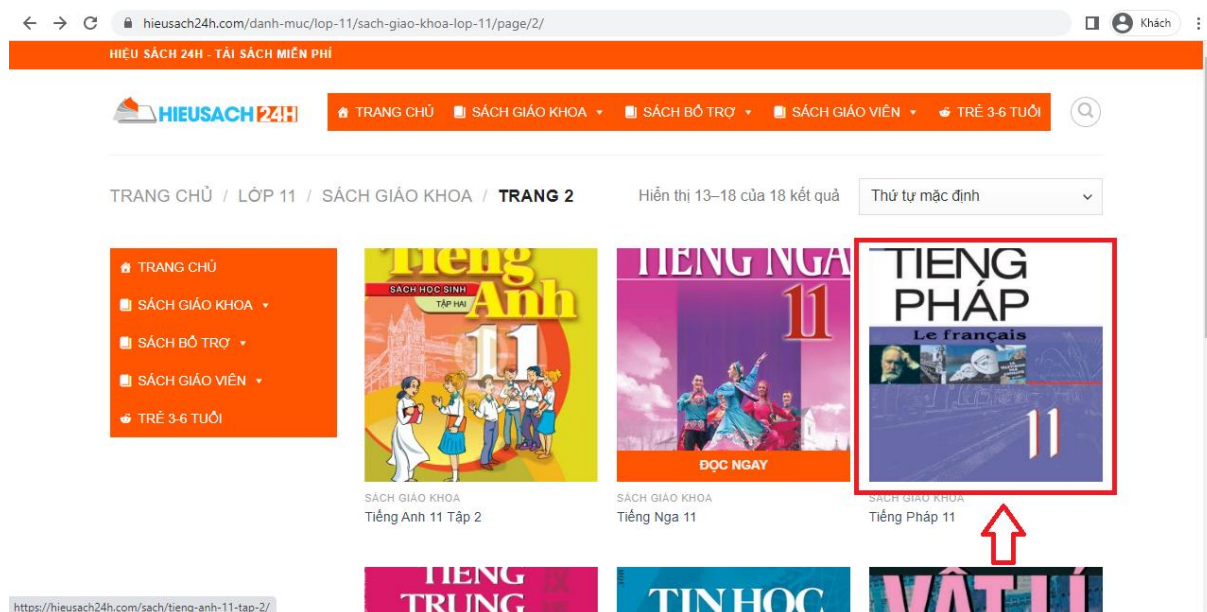 hieusach24h.com/danh-muc/lop-11/sach-giao-khoa-lop-11/page/2/
Khách
HIỆU SÁCH 24H - TẢI SÁCH MIỄN PHÍ
HIEUSACH 24H
TRANG CHỦ SÁCH GIÁO KHOA SÁCH BỔ TRỢ SÁCH GIÁO VIÊN TRẺ 3-6 TUỔI
TRANG CHỦ / LỚP 11 / SÁCH GIÁO KHOA / TRANG 2
Hiển thị 13–18 của 18 kết quả
Thứ tự mặc định
TRANG CHỦ
SÁCH GIÁO KHOA
SÁCH BỔ TRỢ
SÁCH GIÁO VIÊN
TRẺ 3-6 TUỔI
Tiếng
SÁCH HỌC SINH
TẬP HAI
Anh
11
SÁCH GIÁO KHOA
Tiếng Anh 11 Tập 2
TIẾNG NGA
11
ĐỌC NGAY
SÁCH GIÁO KHOA
Tiếng Nga 11
TIẾNG
PHÁP
Le français
11
SÁCH GIÁO KHOA
Tiếng Pháp 11
TIẾNG
TRUNG
TIN HỌC
VẬT LÍ
https://hieusach24h.com/sach/tieng-anh-11-tap-2/